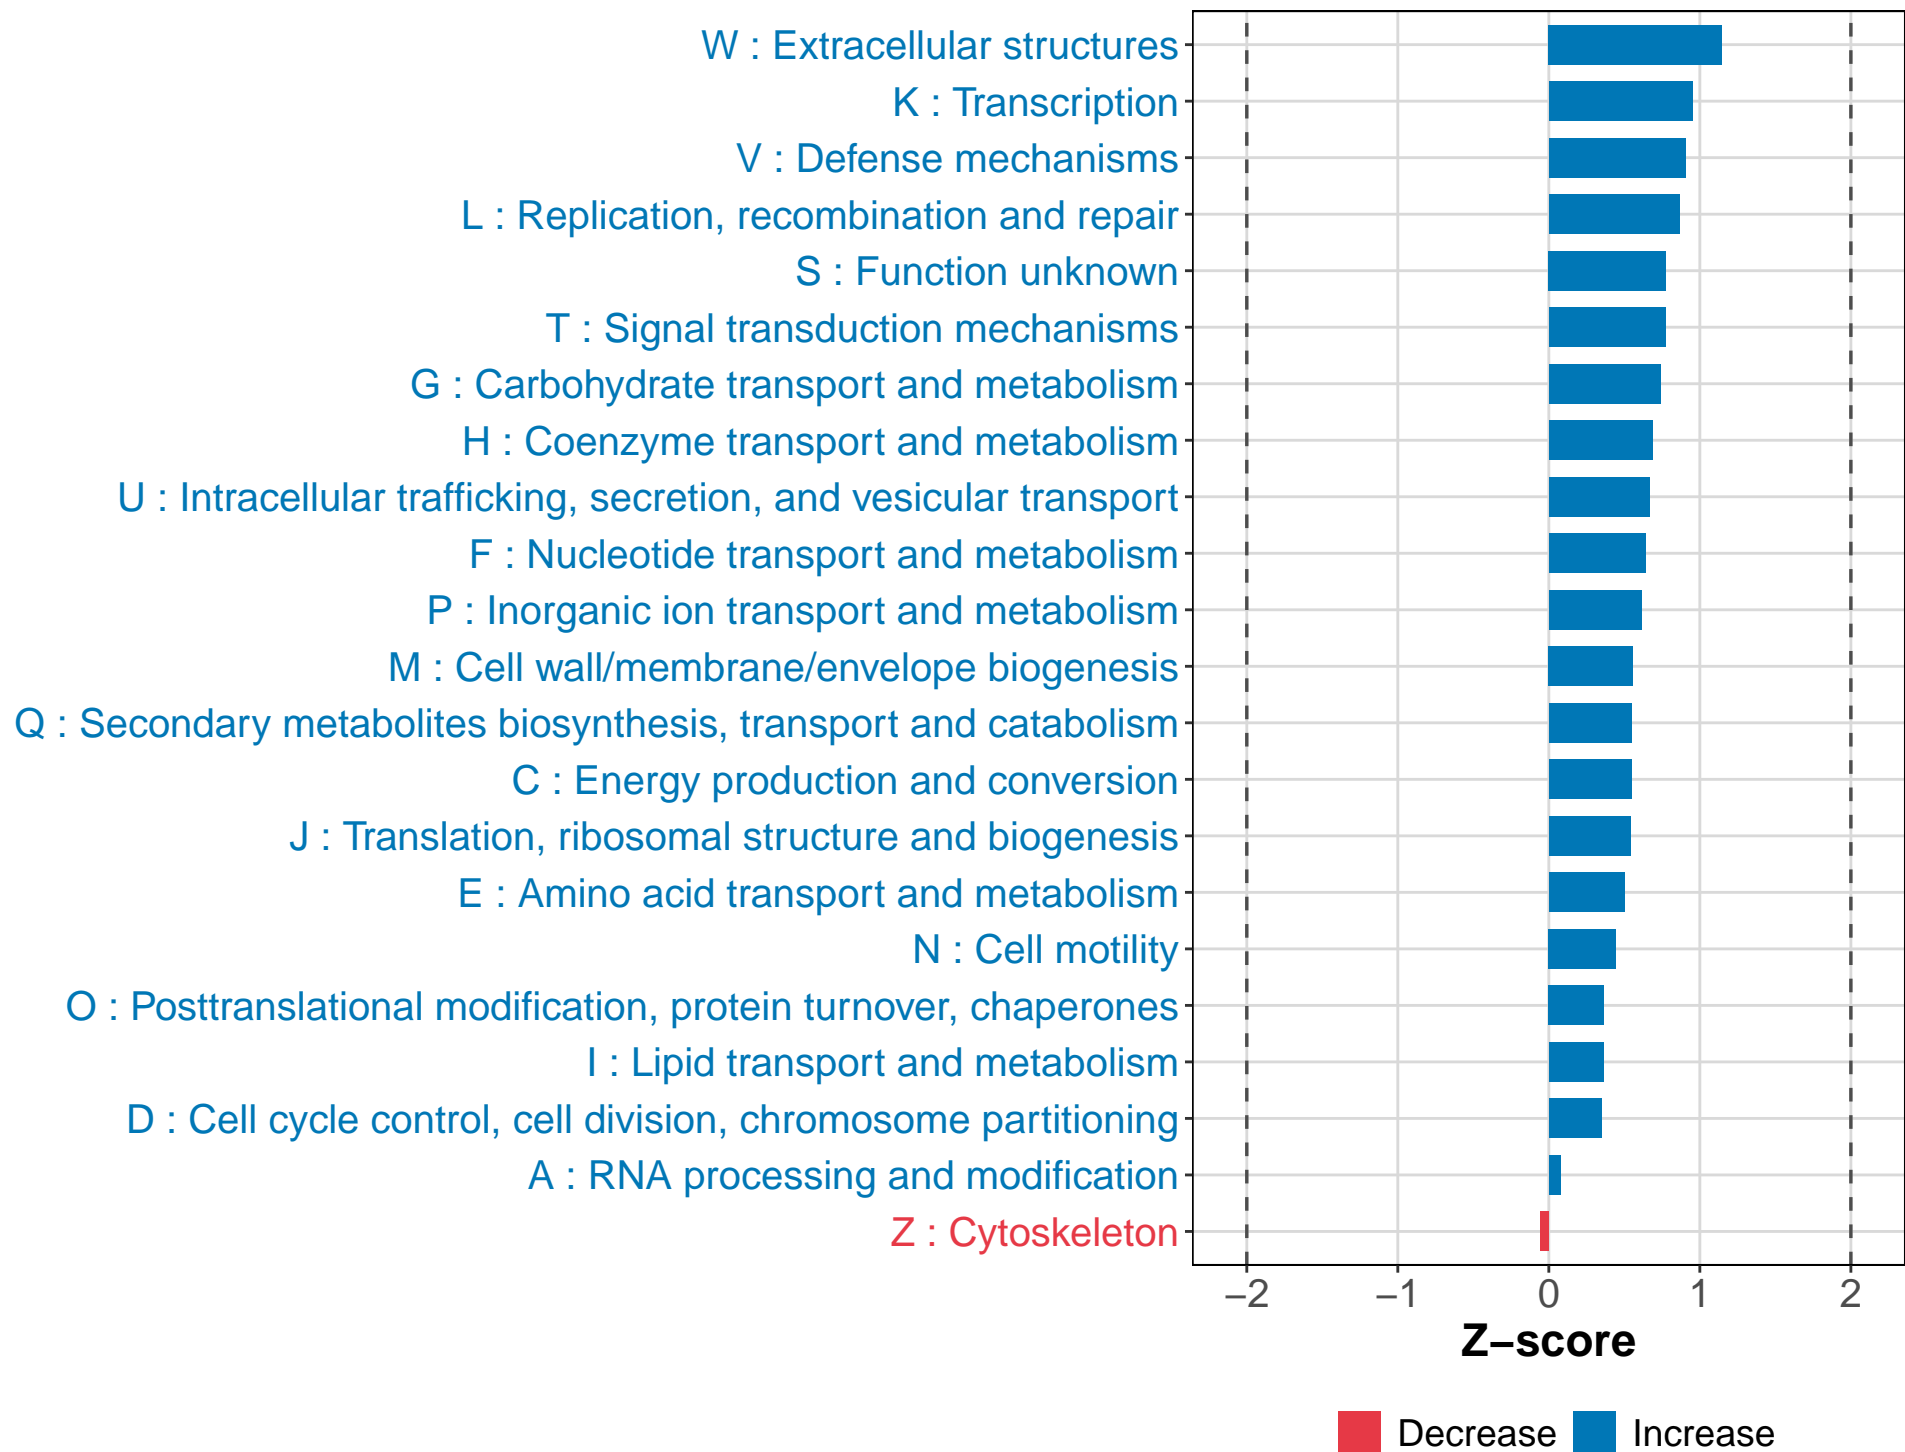 W : Extracellular structures
K : Transcription
V : Defense mechanisms
L : Replication, recombination and repair
S : Function unknown
T : Signal transduction mechanisms
G : Carbohydrate transport and metabolism
H : Coenzyme transport and metabolism
U : Intracellular trafficking, secretion, and vesicular transport
F : Nucleotide transport and metabolism
P : Inorganic ion transport and metabolism
M : Cell wall/membrane/envelope biogenesis
Q : Secondary metabolites biosynthesis, transport and catabolism
C : Energy production and conversion
J : Translation, ribosomal structure and biogenesis
E : Amino acid transport and metabolism
N : Cell motility
O : Posttranslational modification, protein turnover, chaperones
I : Lipid transport and metabolism
D : Cell cycle control, cell division, chromosome partitioning
A : RNA processing and modification
Z : Cytoskeleton
−2 −1 0 1 2
Z−score
Decrease Increase